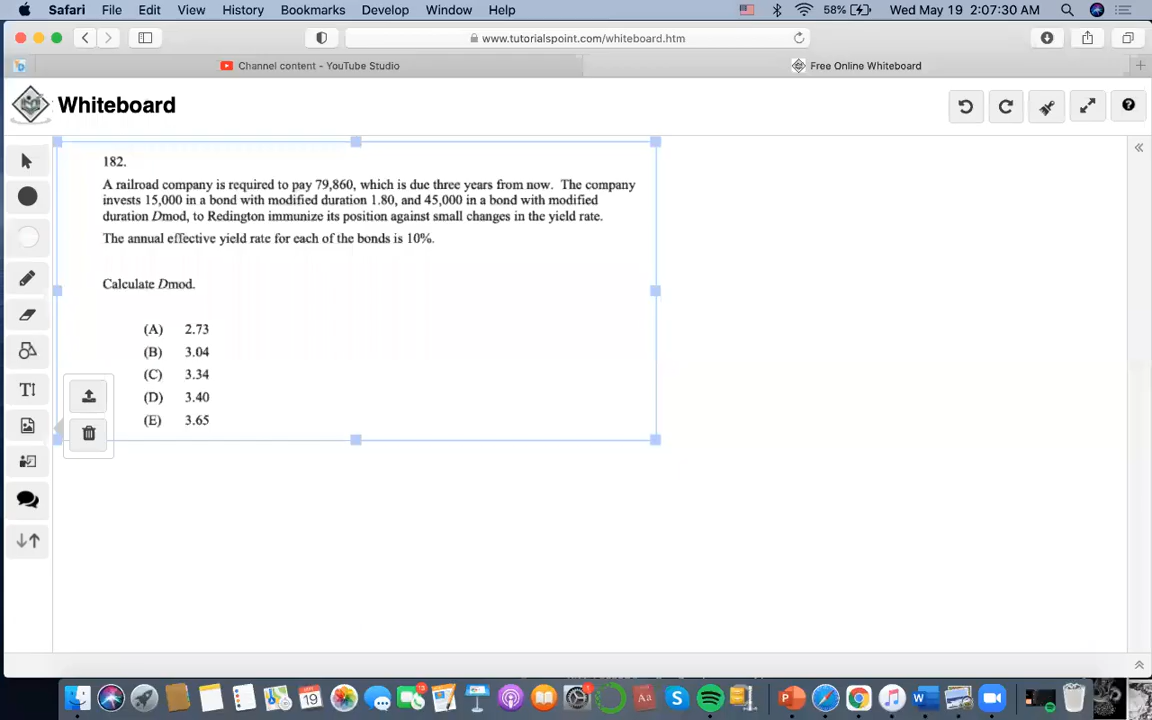 Safari File Edit View History Bookmarks Develop Window Help 58% Wed May 19 2:07:30 AM
www.tutorialspoint.com/whiteboard.htm
Channel content - YouTube Studio Free Online Whiteboard
Whiteboard
182.
A railroad company is required to pay 79,860, which is due three years from now. The company
invests 15,000 in a bond with modified duration 1.80, and 45,000 in a bond with modified
duration Dmod, to Redington immunize its position against small changes in the yield rate.
The annual effective yield rate for each of the bonds is 10%.
Calculate Dmod.
(A) 2.73
(B) 3.04
(C) 3.34
(D) 3.40
(E) 3.65